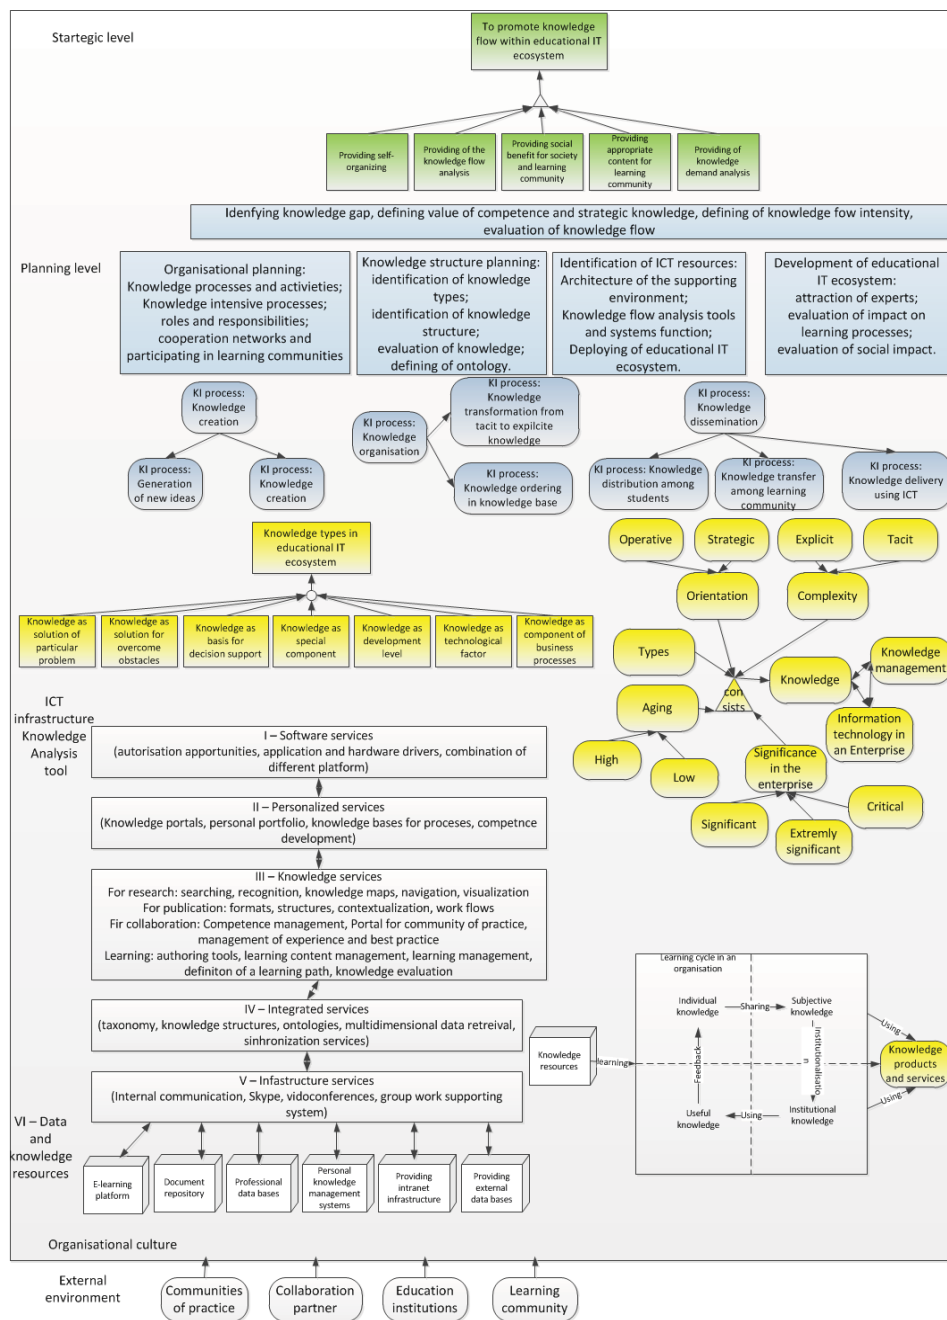 Startegic level
To promote knowledge
flow within educational IT
ecosystem
Providing self-
organizing
Providing of the
knowledge flow
analysis
Providing social
benefit for society
and learning
community
Providing
appropriate
content for
learning
community
Providing of
knowledge
demand analysis
Idenfying knowledge gap, defining value of competence and strategic knowledge, defining of knowledge fow intensity,
evaluation of knowledge flow
Planning level
Organisational planning:
Knowledge processes and activieties;
Knowledge intensive processes;
roles and responsibilities;
cooperation networks and
participating in learning communities
Knowledge structure planning:
identification of knowledge
types;
identification of knowledge
structure;
evaluation of knowledge;
defining of ontology.
Identification of ICT resources:
Architecture of the supporting
environment;
Knowledge flow analysis tools
and systems function;
Deploying of educational IT
ecosystem.
Development of educational
IT ecosystem:
attraction of experts;
evaluation of impact on
learning processes;
evaluation of social impact.
KI process:
Knowledge
creation
KI process:
Generation
of new ideas
KI process:
Knowledge
creation
KI process:
Knowledge
organisation
KI process:
Knowledge
transformation from
tacit to expilcite
knowledge
KI process:
Knowledge ordering
in knowledge base
KI process:
Knowledge
dissemination
KI process: Knowledge
distribution among
students
KI process:
Knowledge transfer
among learning
community
KI process:
Knowledge delivery
using ICT
Knowledge types in
educational IT
ecosystem
Knowledge as
solution of
particular
problem
Knowledge as
solution for
overcome
obstacles
Knowledge as
basis for
decision support
Knowledge as
special
component
Knowledge as
development
level
Knowledge as
technological
factor
Knowledge as
component of
business
processes
Operative
Strategic
Explicit
Tacit
Orientation
Complexity
Types
Knowledge
Knowledge
management
con
sists
Aging
Information
technology in
an Enterprise
High
Low
Significance
in the
enterprise
Significant
Extremly
significant
Critical
ICT
infrastructure
Knowledge
Analysis
tool
I – Software services
(autorisation apportunities, application and hardware drivers, combination of
different platform)
II – Personalized services
(Knowledge portals, personal portfolio, knowledge bases for proceses, competnce
development)
III – Knowledge services
For research: searching, recognition, knowledge maps, navigation, visualization
For publication: formats, structures, contextualization, work flows
Fir collaboration: Competence management, Portal for community of practice,
management of experience and best practice
Learning: authoring tools, learning content management, learning management,
definiton of a learning path, knowledge evaluation
IV – Integrated services
(taxonomy, knowledge structures, ontologies, multidimensional data retreival,
sinhronization services)
V – Infastructure services
(Internal communication, Skype, vidoconferences, group work supporting
system)
VI – Data
and
knowledge
resources
E-learning
platform
Document
repository
Professional
data bases
Personal
knowledge
management
systems
Providing
intranet
infrastructure
Providing
external
data bases
Knowledge
resources
learning
Learning cycle in an
organisation
Individual
knowledge
Sharing
Subjective
knowledge
Institutionalisatio
n
Feedback
Useful
knowledge
Using
Institutional
knowledge
Using
Knowledge
products
and services
Using
Organisational culture
External
environment
Communities
of practice
Collaboration
partner
Education
institutions
Learning
community